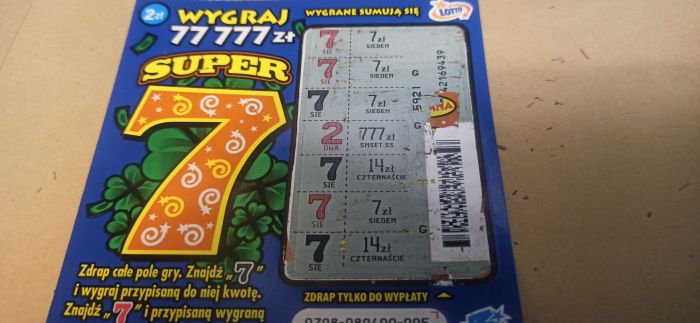 2zł WYGRAJ
77 777 zł
WYGRANE SUMUJĄ SIĘ
LOTTO
SUPER
7
7 7zł
SIE SIEDEM
7 7zł
SIE SIEDEM
G
7 7zł
SIE SIEDEM
2 777zł
DWA SMSET.SS
7 14zł
SIE CZTERNAŚCIE
7 7zł
SIE SIEDEM
7 14zł
SIE CZTERNAŚCIE
G
G
5921
42169439
Zdrap całe pole gry. Znajdź „7”
i wygraj przypisaną do niej kwotę.
Znajdź „7” i przypisaną wygraną
ZDRAP TYLKO DO WYPŁATY